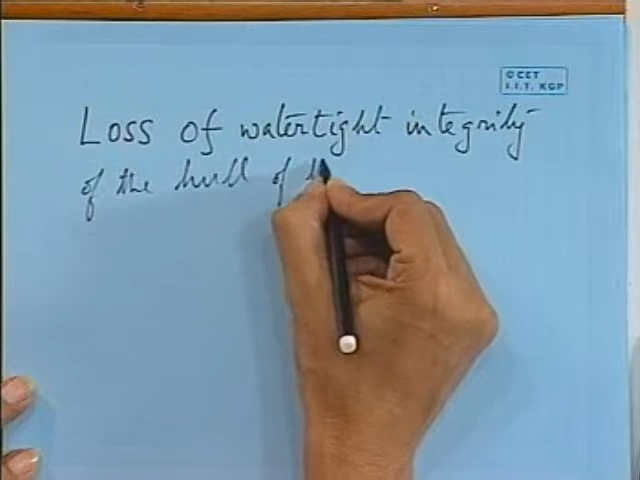 © CET
I.I.T. KGP
Loss of watertight integrity
of the hull of